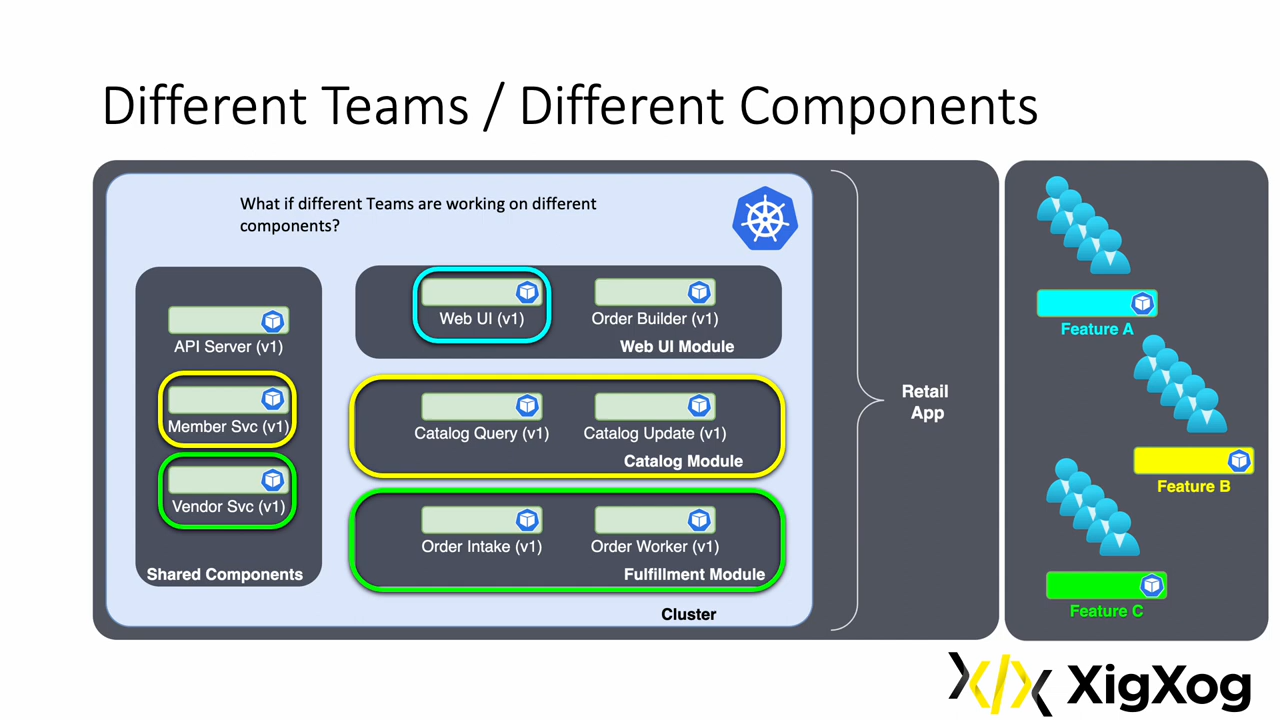 Different Teams / Different Components
What if different Teams are working on different
components?
API Server (v1)
Member Svc (v1)
Vendor Svc (v1)
Shared Components
Web UI (v1)
Order Builder (v1)
Web UI Module
Catalog Query (v1)
Catalog Update (v1)
Catalog Module
Order Intake (v1)
Order Worker (v1)
Fulfillment Module
Cluster
Retail
App
Feature A
Feature B
Feature C
XigXog